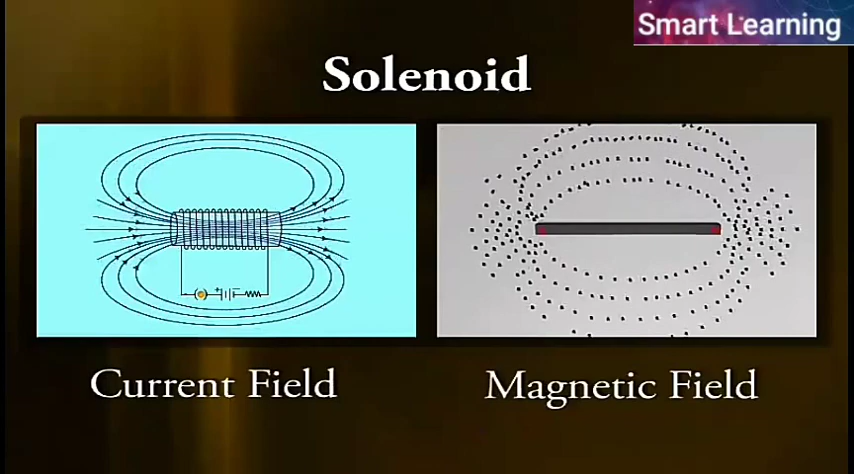 Smart Learning
Solenoid
Current Field
Magnetic Field